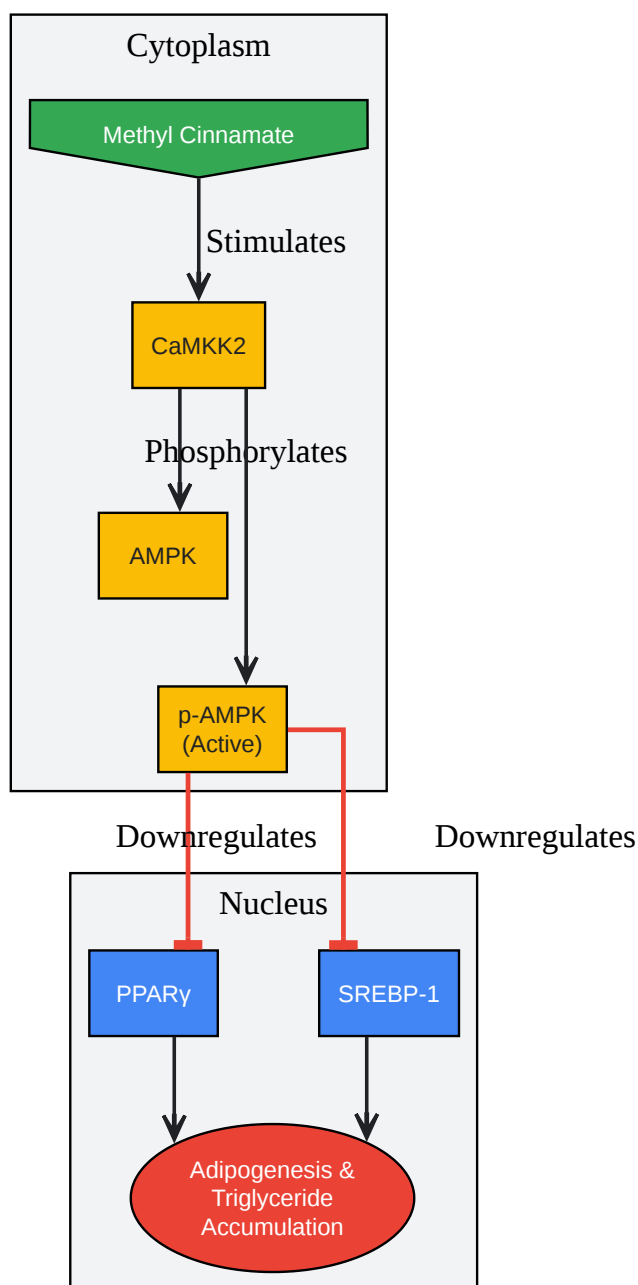 Cytoplasm
Methyl Cinnamate
Stimulates
CaMKK2
Phosphorylates
AMPK
p-AMPK
(Active)
Downregulates
Downregulates
Nucleus
PPARγ
SREBP-1
Adipogenesis &
Triglyceride
Accumulation